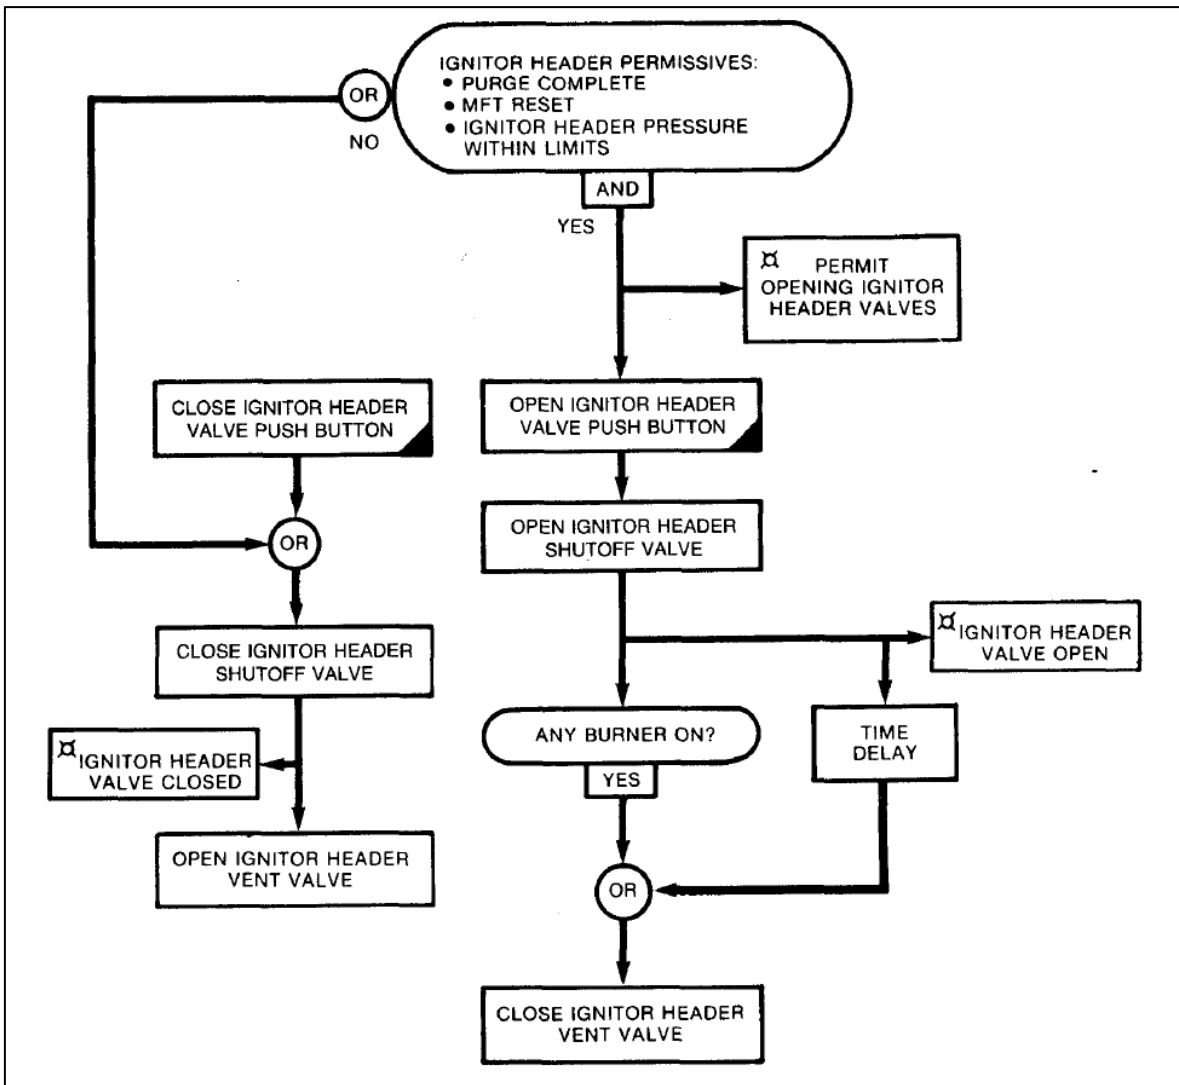 IGNITOR HEADER PERMISSIVES:
• PURGE COMPLETE
• MFT RESET
• IGNITOR HEADER PRESSURE
WITHIN LIMITS
OR
NO
AND
YES
¤ PERMIT
OPENING IGNITOR
HEADER VALVES
CLOSE IGNITOR HEADER
VALVE PUSH BUTTON
OPEN IGNITOR HEADER
VALVE PUSH BUTTON
OR
OPEN IGNITOR HEADER
SHUTOFF VALVE
CLOSE IGNITOR HEADER
SHUTOFF VALVE
¤ IGNITOR HEADER
VALVE OPEN
ANY BURNER ON?
YES
TIME
DELAY
¤ IGNITOR HEADER
VALVE CLOSED
OPEN IGNITOR HEADER
VENT VALVE
OR
CLOSE IGNITOR HEADER
VENT VALVE